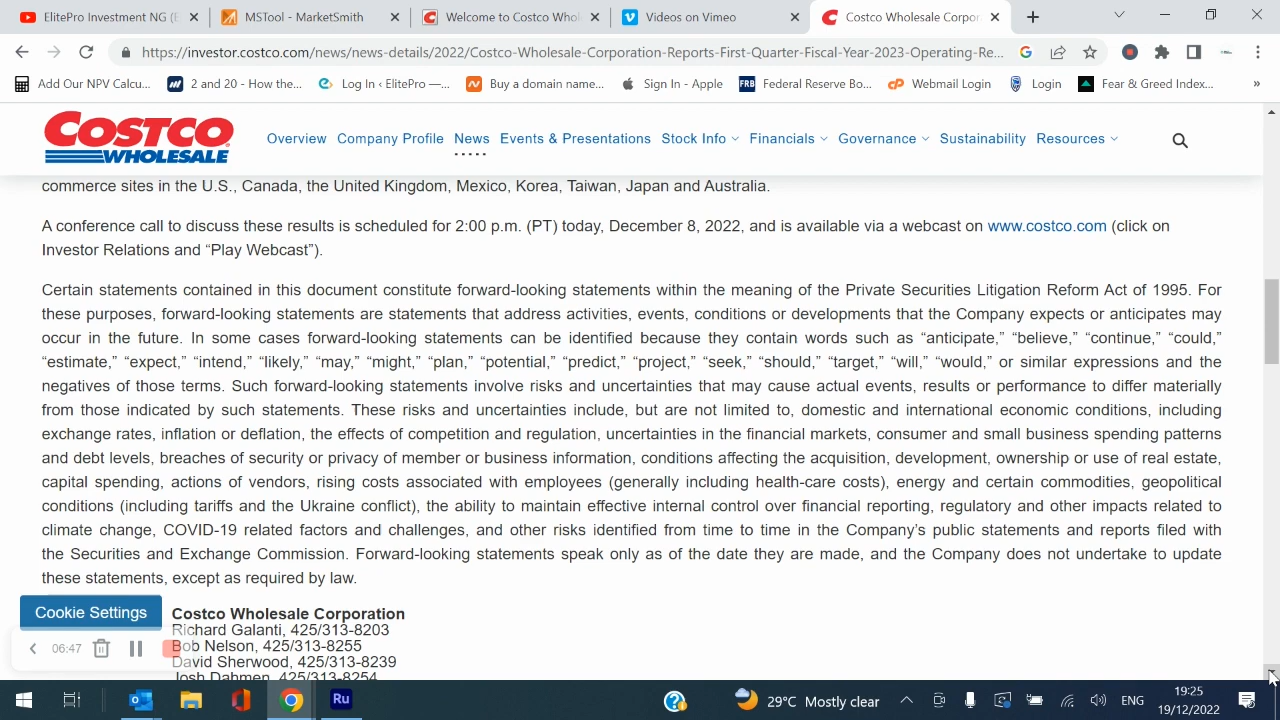 ElitePro Investment NG (E
MSTool - MarketSmith
Welcome to Costco Whol
Videos on Vimeo
Costco Wholesale Corpor
https://investor.costco.com/news/news-details/2022/Costco-Wholesale-Corporation-Reports-First-Quarter-Fiscal-Year-2023-Operating-Re...
Add Our NPV Calcu...
2 and 20 - How the...
Log In ‹ ElitePro —...
Buy a domain name...
Sign In - Apple
FRB
Federal Reserve Bo...
cP
Webmail Login
Login
Fear & Greed Index...
»
COSTCO
WHOLESALE
Overview Company Profile News Events & Presentations Stock Info Financials Governance Sustainability Resources
commerce sites in the U.S., Canada, the United Kingdom, Mexico, Korea, Taiwan, Japan and Australia.
A conference call to discuss these results is scheduled for 2:00 p.m. (PT) today, December 8, 2022, and is available via a webcast on www.costco.com (click on
Investor Relations and “Play Webcast”).
Certain statements contained in this document constitute forward-looking statements within the meaning of the Private Securities Litigation Reform Act of 1995. For
these purposes, forward-looking statements are statements that address activities, events, conditions or developments that the Company expects or anticipates may
occur in the future. In some cases forward-looking statements can be identified because they contain words such as “anticipate,” “believe,” “continue,” “could,”
“estimate,” “expect,” “intend,” “likely,” “may,” “might,” “plan,” “potential,” “predict,” “project,” “seek,” “should,” “target,” “will,” “would,” or similar expressions and the
negatives of those terms. Such forward-looking statements involve risks and uncertainties that may cause actual events, results or performance to differ materially
from those indicated by such statements. These risks and uncertainties include, but are not limited to, domestic and international economic conditions, including
exchange rates, inflation or deflation, the effects of competition and regulation, uncertainties in the financial markets, consumer and small business spending patterns
and debt levels, breaches of security or privacy of member or business information, conditions affecting the acquisition, development, ownership or use of real estate,
capital spending, actions of vendors, rising costs associated with employees (generally including health-care costs), energy and certain commodities, geopolitical
conditions (including tariffs and the Ukraine conflict), the ability to maintain effective internal control over financial reporting, regulatory and other impacts related to
climate change, COVID-19 related factors and challenges, and other risks identified from time to time in the Company’s public statements and reports filed with
the Securities and Exchange Commission. Forward-looking statements speak only as of the date they are made, and the Company does not undertake to update
these statements, except as required by law.
Cookie Settings
Costco Wholesale Corporation
Richard Galanti, 425/313-8203
Bob Nelson, 425/313-8255
David Sherwood, 425/313-8239
Josh Dahmen, 425/313-8254
06:47
Ru
29°C Mostly clear
ENG
19:25
19/12/2022